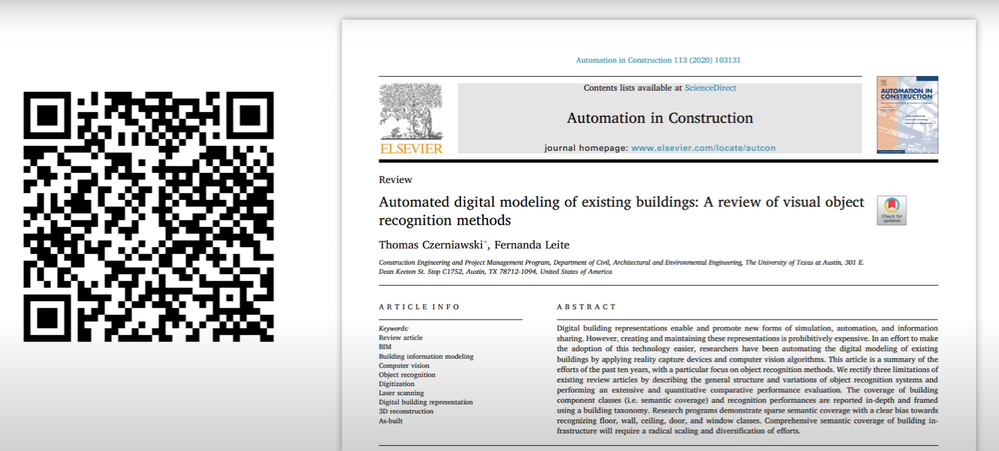 Automation in Construction 113 (2020) 103131
Contents lists available at ScienceDirect
Automation in Construction
journal homepage: www.elsevier.com/locate/autcon
ELSEVIER
AUTOMATION IN
CONSTRUCTION
Review
Automated digital modeling of existing buildings: A review of visual object
recognition methods
Check for
updates
Thomas Czerniawski*, Fernanda Leite
Construction Engineering and Project Management Program, Department of Civil, Architectural and Environmental Engineering, The University of Texas at Austin, 301 E.
Dean Keeton St. Stop C1752, Austin, TX 78712-1094, United States of America
ARTICLE INFO
Keywords:
Review article
BIM
Building information modeling
Computer vision
Object recognition
Digitization
Laser scanning
Digital building representation
3D reconstruction
As-built
ABSTRACT
Digital building representations enable and promote new forms of simulation, automation, and information
sharing. However, creating and maintaining these representations is prohibitively expensive. In an effort to make
the adoption of this technology easier, researchers have been automating the digital modeling of existing
buildings by applying reality capture devices and computer vision algorithms. This article is a summary of the
efforts of the past ten years, with a particular focus on object recognition methods. We rectify three limitations of
existing review articles by describing the general structure and variations of object recognition systems and
performing an extensive and quantitative comparative performance evaluation. The coverage of building
component classes (i.e. semantic coverage) and recognition performances are reported in-depth and framed
using a building taxonomy. Research programs demonstrate sparse semantic coverage with a clear bias towards
recognizing floor, wall, ceiling, door, and window classes. Comprehensive semantic coverage of building in-
frastructure will require a radical scaling and diversification of efforts.